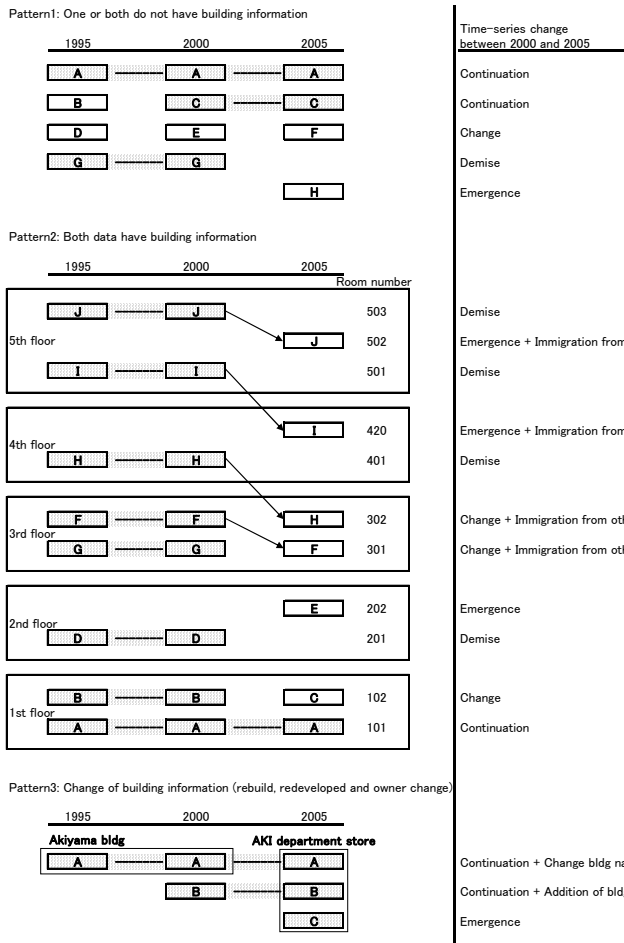 Pattern1: One or both do not have building information
Time-series change
between 2000 and 2005
1995 2000 2005
A A A Continuation
B C C Continuation
D E F Change
G G Demise
H Emergence
Pattern2: Both data have building information
1995 2000 2005
Room number
J J 503 Demise
5th floor J 502 Emergence + Immigration from
I I 501 Demise
I 420 Emergence + Immigration from
4th floor
H H 401 Demise
F F H 302 Change + Immigration from oth
3rd floor
G G F 301 Change + Immigration from oth
E 202 Emergence
2nd floor
D D 201 Demise
B B C 102 Change
1st floor
A A A 101 Continuation
Pattern3: Change of building information (rebuild, redeveloped and owner change)
1995 2000 2005
Akiyama bldg AKI department store
A A A Continuation + Change bldg na
B B Continuation + Addition of bld
C Emergence